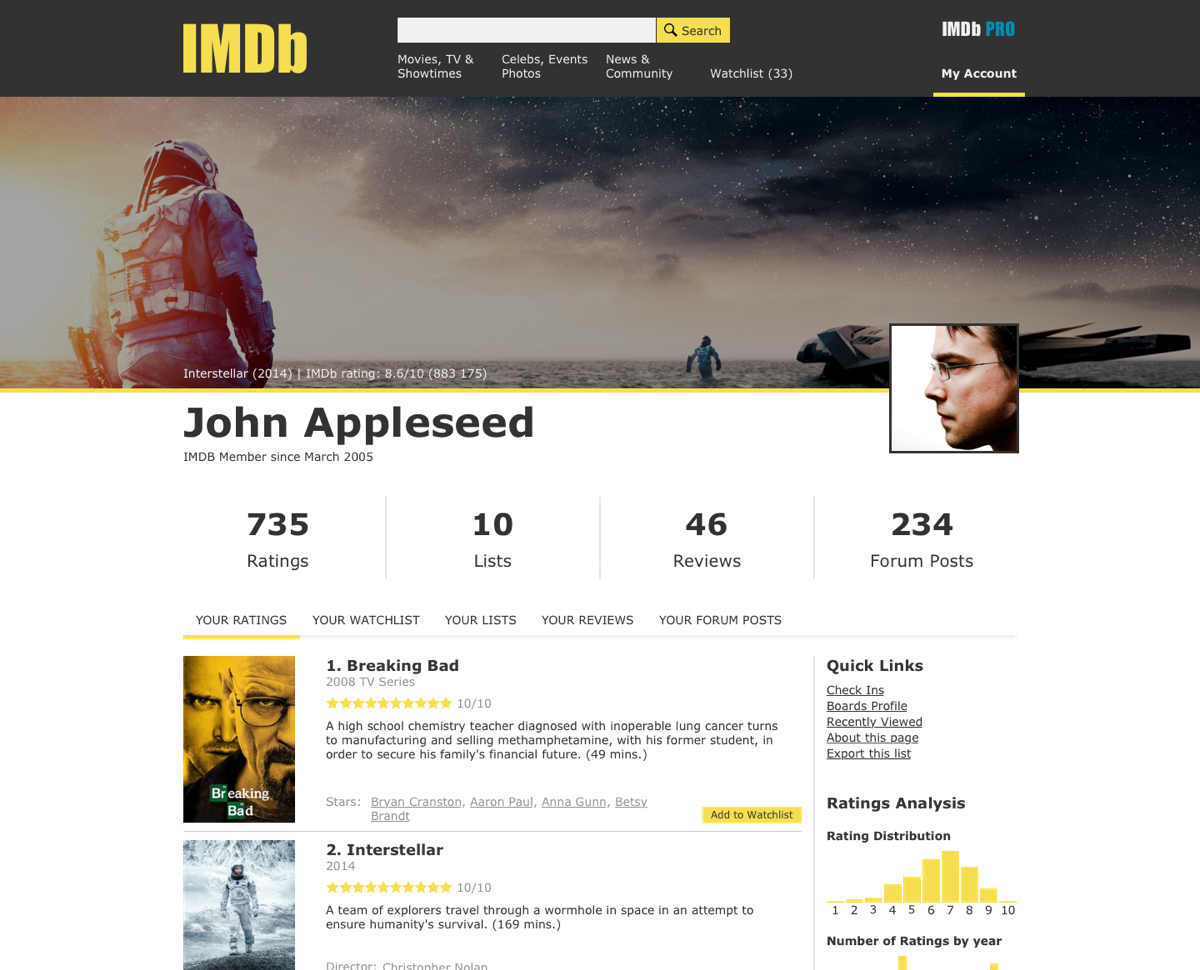 IMDb
Search
IMDb PRO
Movies, TV &
Showtimes
Celebs, Events
Photos
News &
Community
Watchlist (33)
My Account
Interstellar (2014) | IMDb rating: 8.6/10 (883 175)
John Appleseed
IMDB Member since March 2005
735
Ratings
10
Lists
46
Reviews
234
Forum Posts
YOUR RATINGS
YOUR WATCHLIST
YOUR LISTS
YOUR REVIEWS
YOUR FORUM POSTS
Breaking
Bad
1. Breaking Bad
2008 TV Series
10/10
A high school chemistry teacher diagnosed with inoperable lung cancer turns
to manufacturing and selling methamphetamine, with his former student, in
order to secure his family's financial future. (49 mins.)
Stars: Bryan Cranston, Aaron Paul, Anna Gunn, Betsy
Brandt
Add to Watchlist
2. Interstellar
2014
10/10
A team of explorers travel through a wormhole in space in an attempt to
ensure humanity's survival. (169 mins.)
Director: Christopher Nolan
Quick Links
Check Ins
Boards Profile
Recently Viewed
About this page
Export this list
Ratings Analysis
Rating Distribution
1 2 3 4 5 6 7 8 9 10
Number of Ratings by year